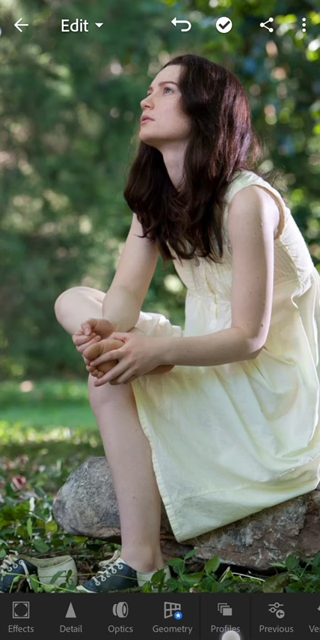 Edit
Effects
Detail
Optics
Geometry
Profiles
Previous